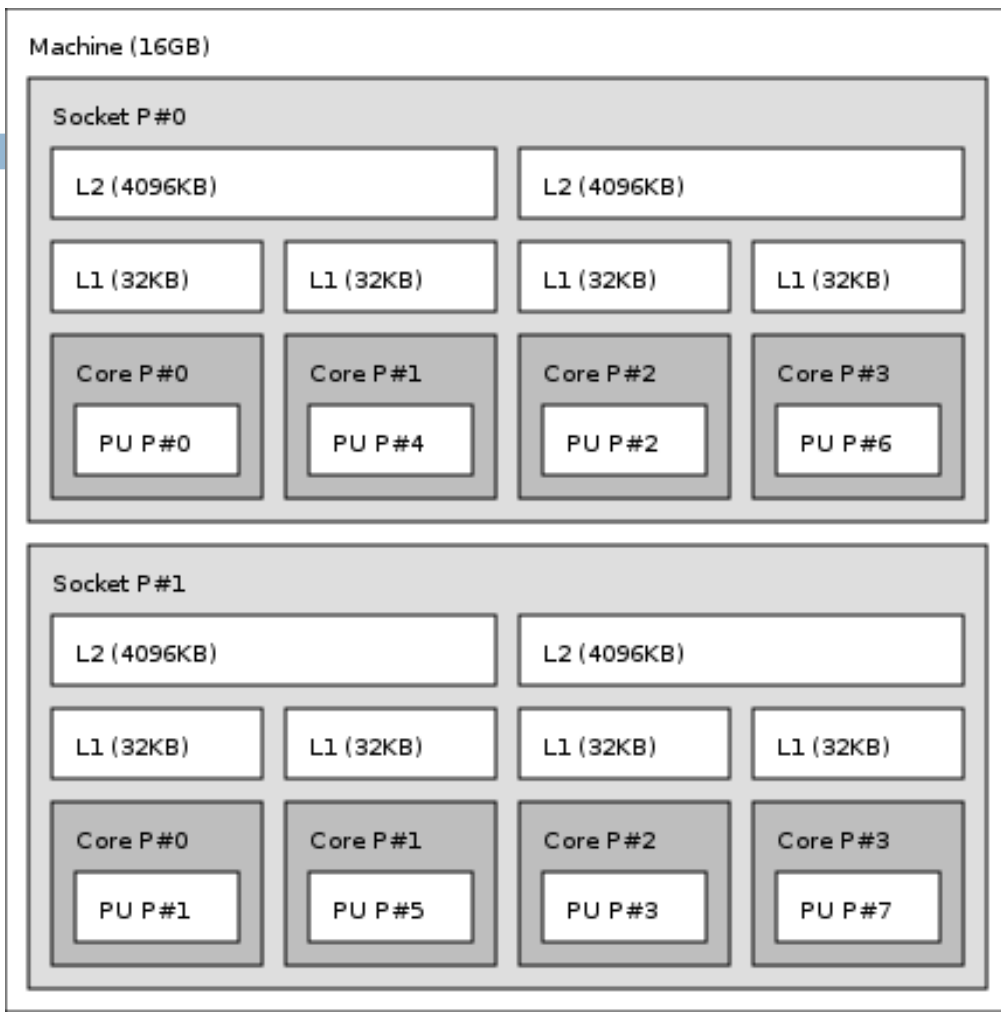 Machine (16GB)
Socket P#0
L2 (4096KB) L2 (4096KB)
L1 (32KB) L1 (32KB) L1 (32KB) L1 (32KB)
Core P#0 Core P#1 Core P#2 Core P#3
PU P#0 PU P#4 PU P#2 PU P#6
Socket P#1
L2 (4096KB) L2 (4096KB)
L1 (32KB) L1 (32KB) L1 (32KB) L1 (32KB)
Core P#0 Core P#1 Core P#2 Core P#3
PU P#1 PU P#5 PU P#3 PU P#7